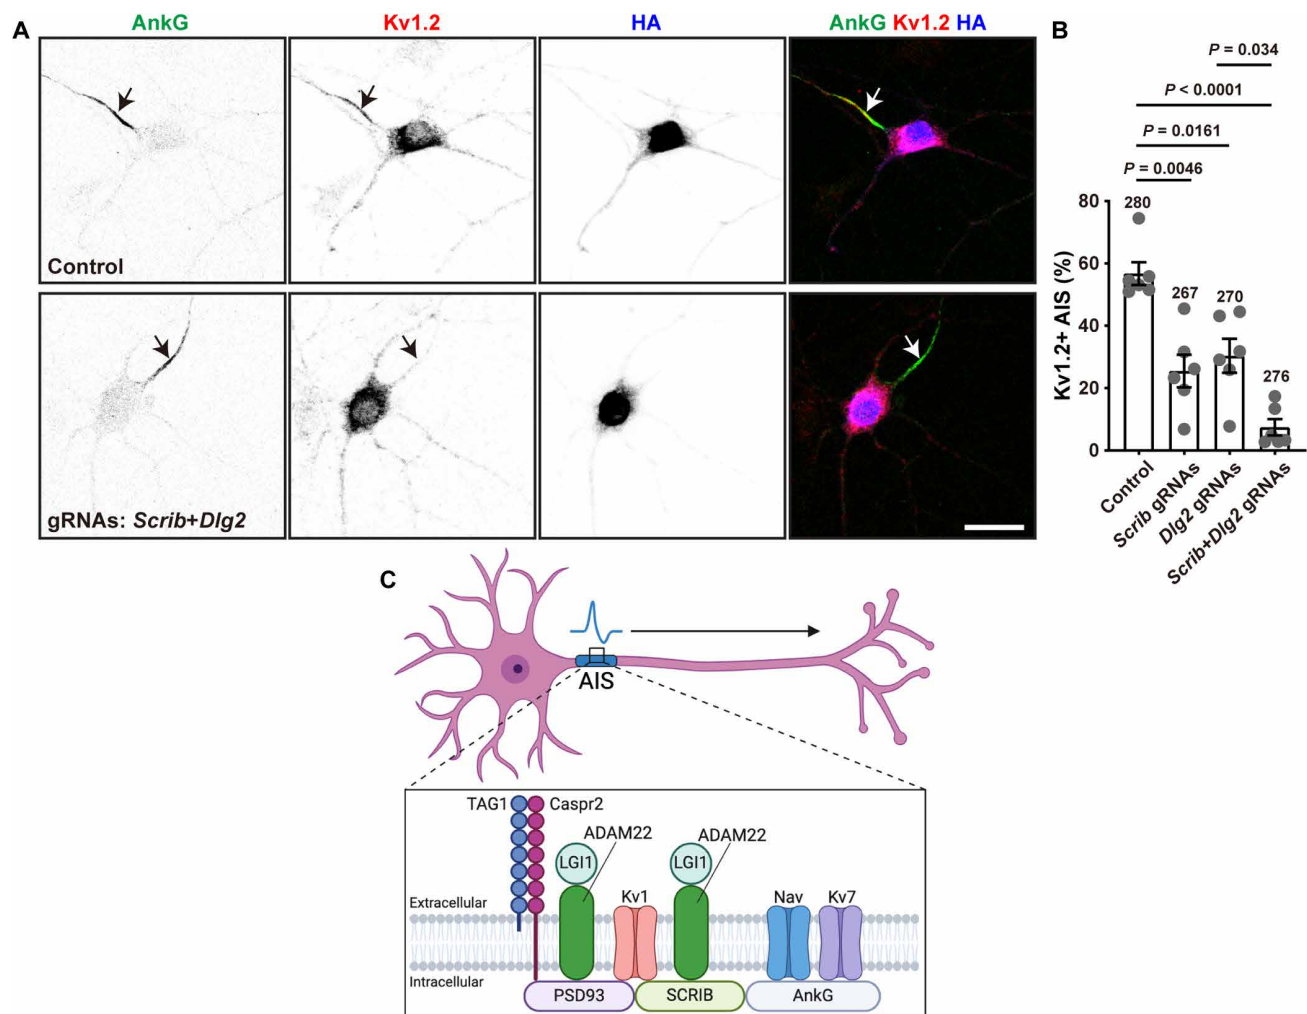 A
AnkG
Kv1.2
HA
AnkG Kv1.2 HA
Control
gRNAs: Scrib+Dlg2
B
P = 0.034
P < 0.0001
P = 0.0161
P = 0.0046
Kv1.2+ AIS (%)
80
60
40
20
0
280
267
270
276
Control
Scrib gRNAs
Dlg2 gRNAs
Scrib+Dlg2 gRNAs
C
AIS
TAG1
Caspr2
ADAM22
ADAM22
LGI1
LGI1
Kv1
Nav
Kv7
Extracellular
Intracellular
PSD93
SCRIB
AnkG